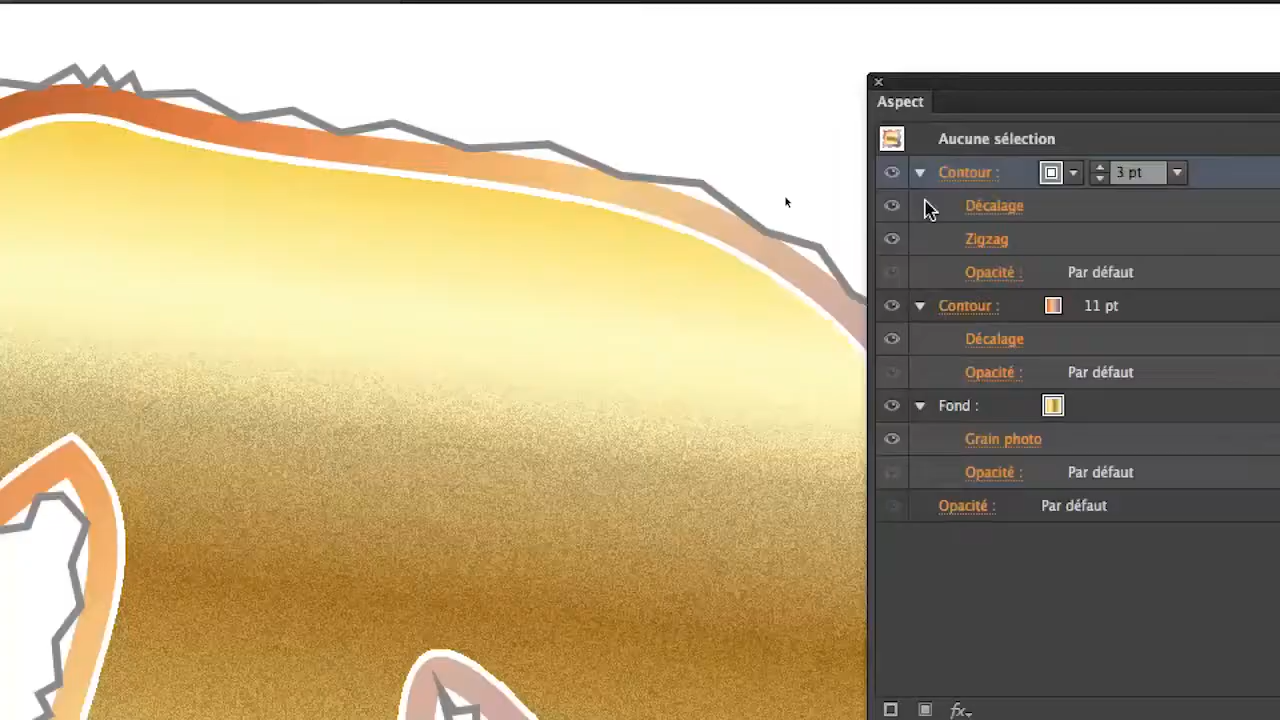 Aspect
Aucune sélection
Contour : 3 pt
Décalage
Zigzag
Opacité : Par défaut
Contour : 11 pt
Décalage
Opacité : Par défaut
Fond :
Grain photo
Opacité : Par défaut
Opacité : Par défaut
fx